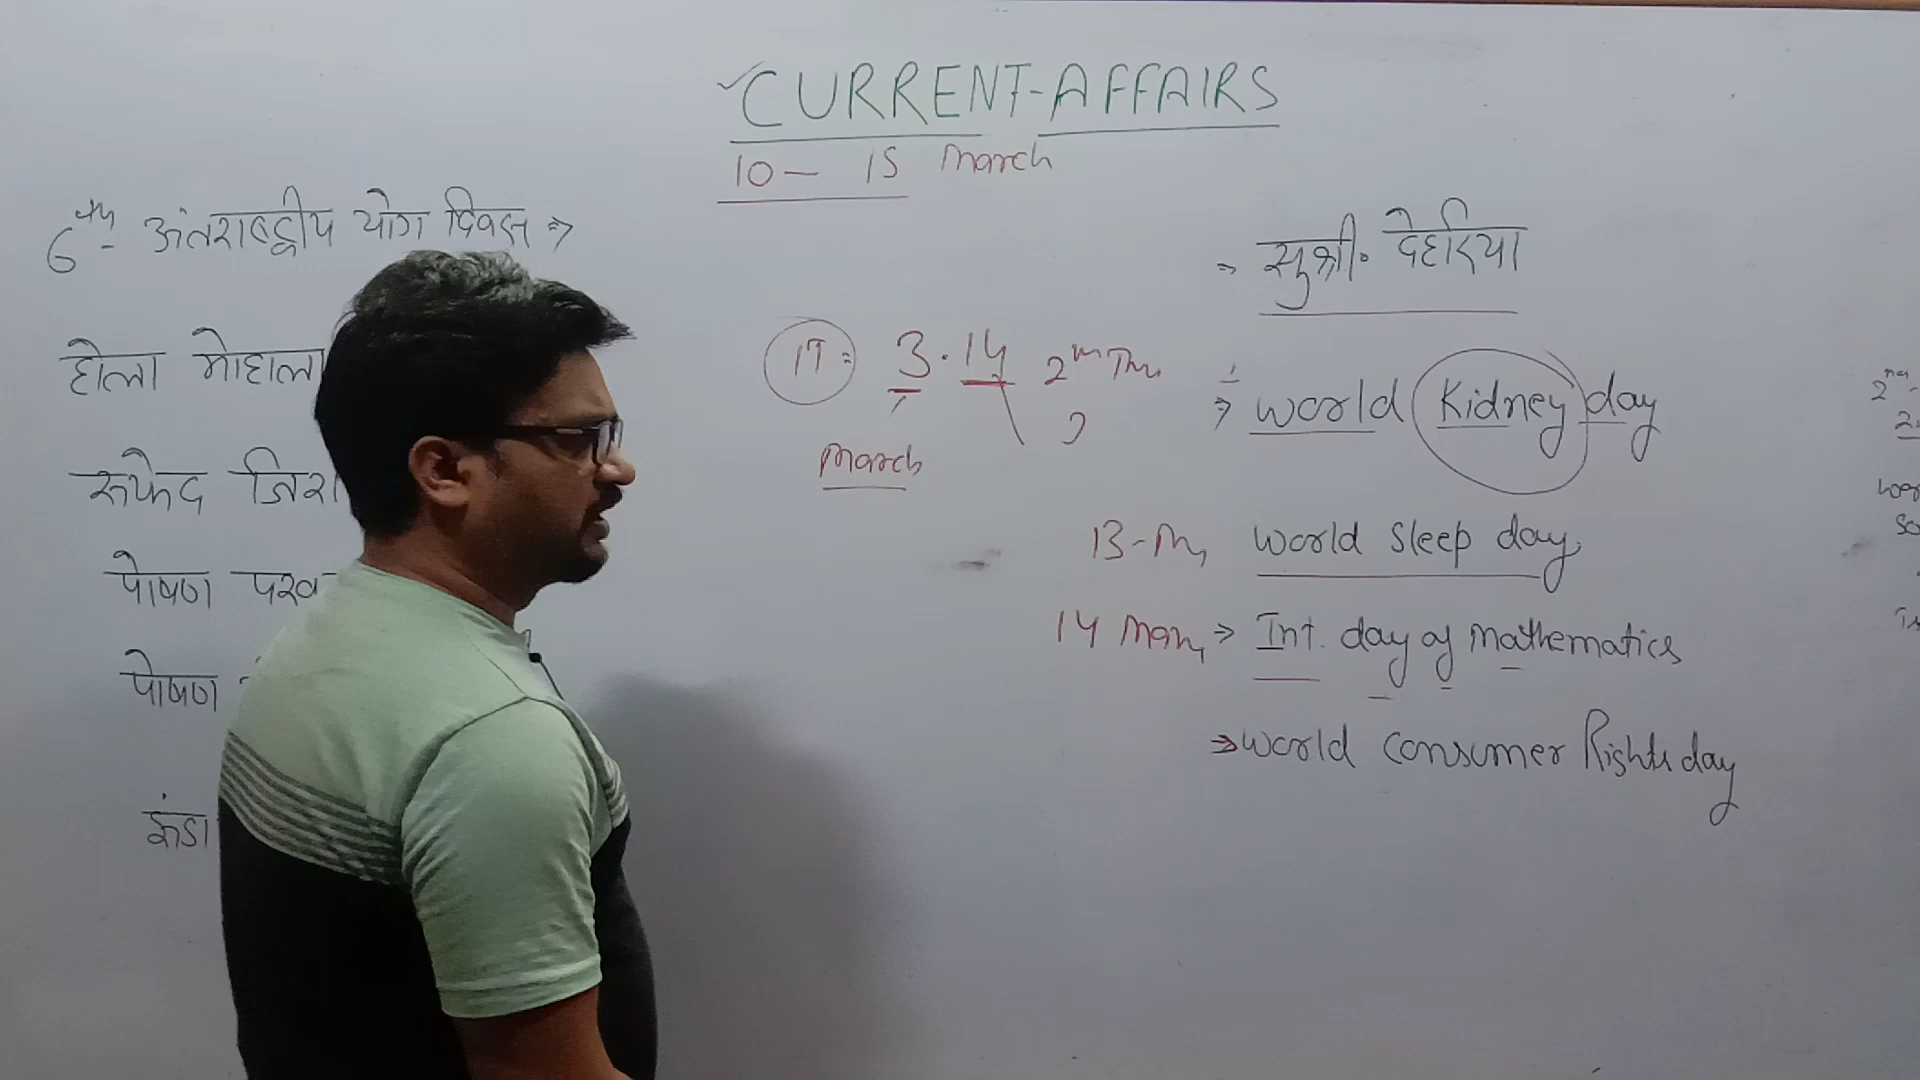 CURRENT-AFFAIRS
10 - 15 March
6th अंतराष्ट्रीय योग दिवस ⇒
होला मोहाला
सफेद
पोषण
पोषण
⇒ सुश्री. देहरिया
π = 3.14 2nd Thu
March
⇒ world Kidney day
13-M, world sleep day
14 Mar, ⇒ Int. day of mathematics
⇒ world consumer Rights day
2nd